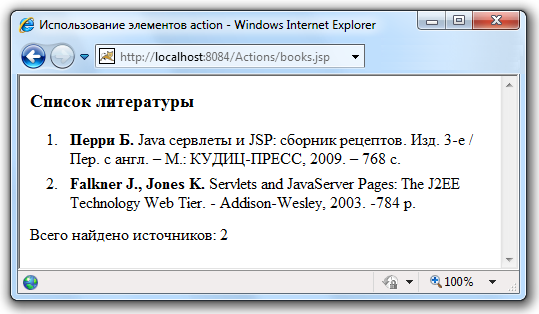 Использование элементов action - Windows Internet Explorer
http://localhost:8084/Actions/books.jsp
Список литературы
1. Перри Б. Java сервлеты и JSP: сборник рецептов. Изд. 3-е /
Пер. с англ. – М.: КУДИЦ-ПРЕСС, 2009. – 768 с.
2. Falkner J., Jones K. Servlets and JavaServer Pages: The J2EE
Technology Web Tier. - Addison-Wesley, 2003. -784 p.
Всего найдено источников: 2
100%